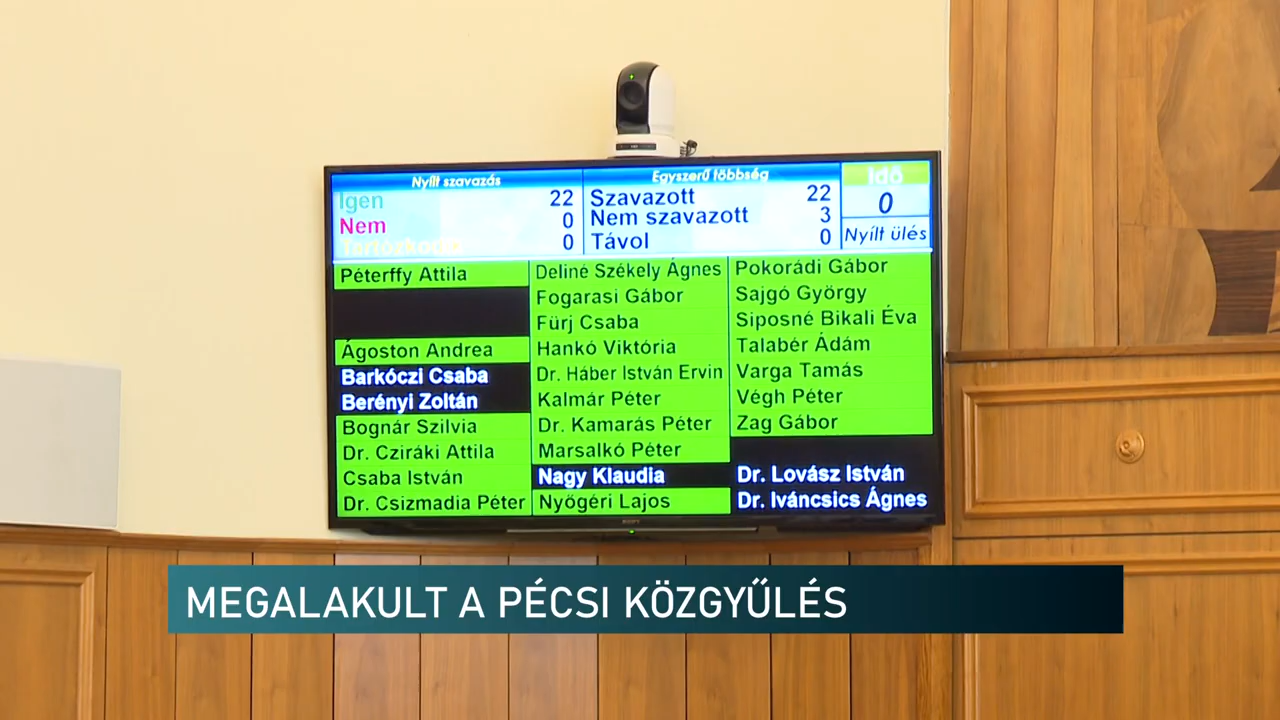 Nyílt szavazás
Igen 22
Nem 0
Tartózkodik 0
Egyszerű többség
Szavazott 22
Nem szavazott 3
Távol 0
Idő
0
Nyílt ülés
Péterffy Attila
Ágoston Andrea
Barkóczi Csaba
Berényi Zoltán
Bognár Szilvia
Dr. Cziráki Attila
Csaba István
Dr. Csizmadia Péter
Deliné Székely Ágnes
Fogarasi Gábor
Fürj Csaba
Hankó Viktória
Dr. Háber István Ervin
Kalmár Péter
Dr. Kamarás Péter
Marsalkó Péter
Nagy Klaudia
Nyőgéri Lajos
Pokorádi Gábor
Sajgó György
Siposné Bikali Éva
Talabér Ádám
Varga Tamás
Végh Péter
Zag Gábor
Dr. Lovász István
Dr. Iváncsics Ágnes
MEGALAKULT A PÉCSI KÖZGYŰLÉS